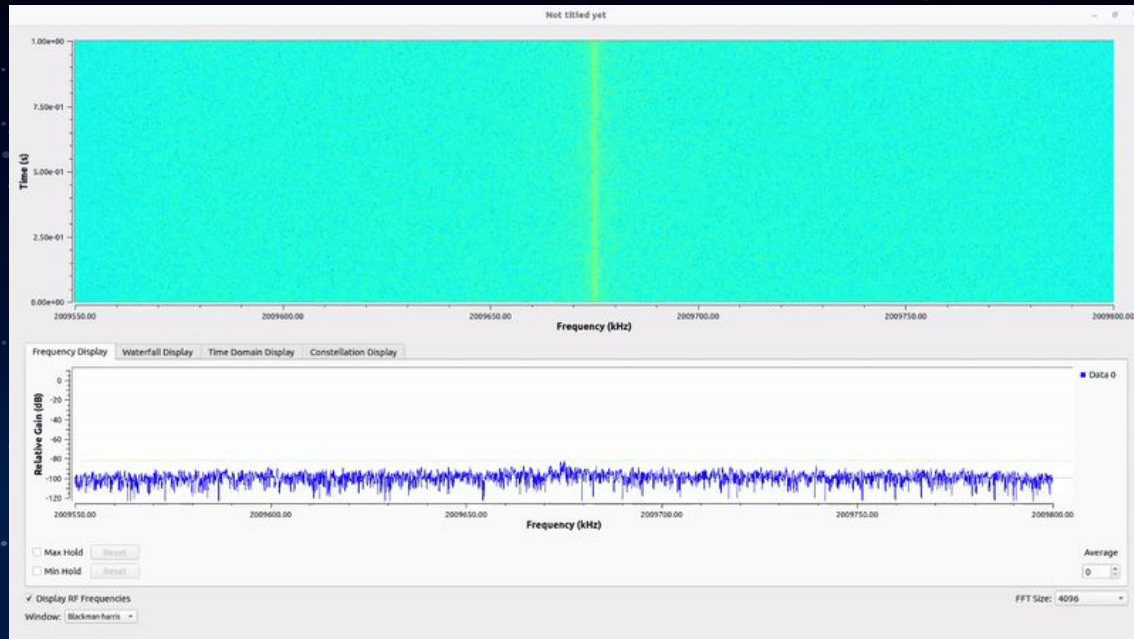 Not titled yet
1.00e+00
7.50e-01
5.00e-01
2.50e-01
0.00e+00
Time (s)
2009550.00 2009600.00 2009650.00 2009700.00 2009750.00 2009800.00
Frequency (kHz)
Frequency Display Waterfall Display Time Domain Display Constellation Display
Data 0
0
-20
-40
-60
-80
-100
-120
Relative Gain (dB)
2009550.00 2009600.00 2009650.00 2009700.00 2009750.00 2009800.00
Frequency (kHz)
Max Hold Reset
Average
Min Hold Reset
0
Display RF Frequencies
FFT Size: 4096
Window: Blackman-harris